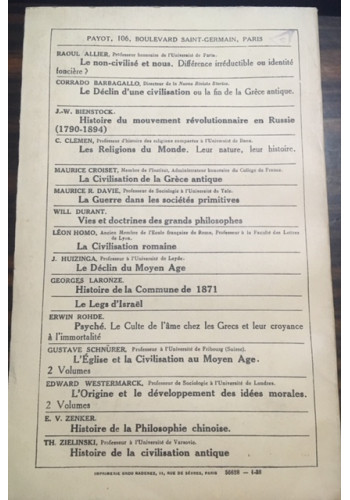 PAYOT, 106, BOULEVARD SAINT-GERMAIN, PARIS
RAOUL ALLIER, Professeur honoraire de l'Université de Paris.
Le non-civilisé et nous. Différence irréductible ou identité
foncière ?
CORRADO BARBAGALLO, Directeur de la Nuova Rivista Storica.
Le Déclin d'une civilisation ou la fin de la Grèce antique.
J.-W. BIENSTOCK.
Histoire du mouvement révolutionnaire en Russie
(1790-1894)
C. CLEMEN, Professeur d'histoire des religions comparées à l'Université de Bonn.
Les Religions du Monde. Leur nature, leur histoire.
MAURICE CROISET, Membre de l'Institut, Administrateur honoraire du Collège de France.
La Civilisation de la Grèce antique
MAURICE R. DAVIE, Professeur de Sociologie à l'Université de Yale.
La Guerre dans les sociétés primitives
WILL DURANT.
Vies et doctrines des grands philosophes
LÉON HOMO, Ancien Membre de l'École française de Rome, Professeur à la Faculté des Lettres
de Lyon.
La Civilisation romaine
J. HUIZINGA, Professeur à l'Université de Leyde.
Le Déclin du Moyen Age
GEORGES LARONZE.
Histoire de la Commune de 1871
Le Legs d'Israël
ERWIN ROHDE.
Psyché. Le Culte de l'âme chez les Grecs et leur croyance
à l'immortalité
GUSTAVE SCHNÜRER, Professeur à l'Université de Fribourg (Suisse).
L'Église et la Civilisation au Moyen Age.
2 Volumes
EDWARD WESTERMARCK, Professeur de Sociologie à l'Université de Londres.
L'Origine et le développement des idées morales.
2 Volumes
E. V. ZENKER.
Histoire de la Philosophie chinoise.
TH. ZIELINSKI, Professeur à l'Université de Varsovie.
Histoire de la civilisation antique
PARIS